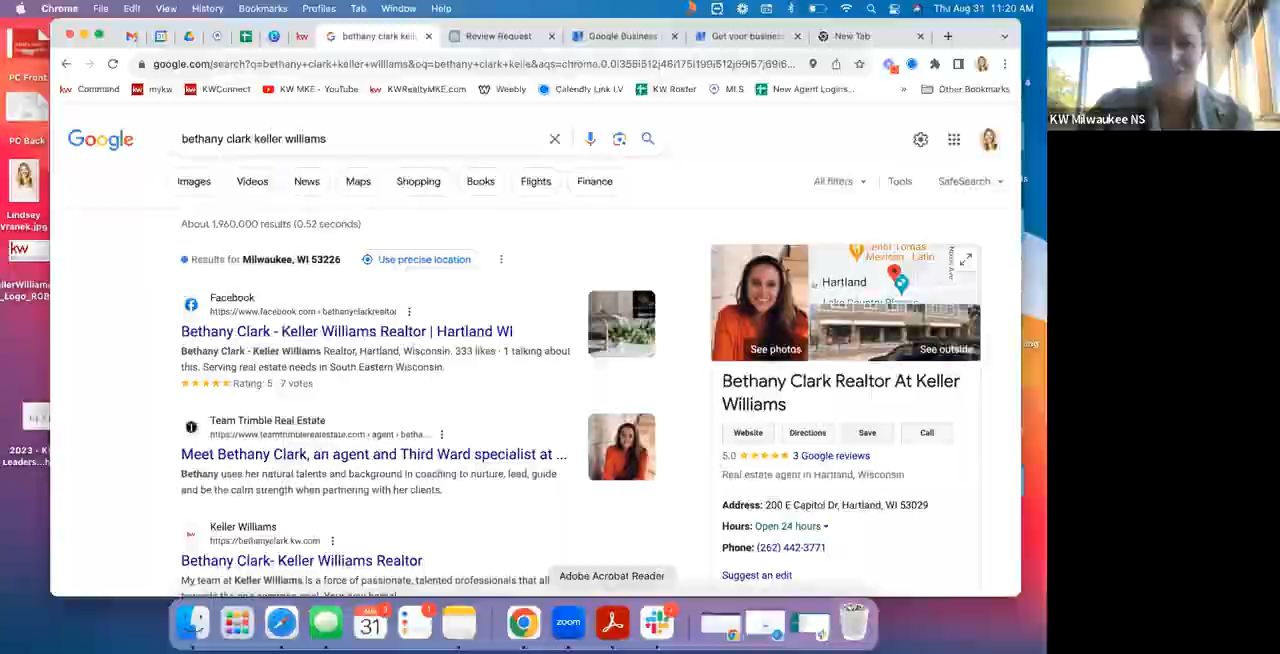 Chrome File Edit View History Bookmarks Profiles Tab Window Help Thu Aug 31 11:20 AM
bethany clark kell Review Request Google Business Get your business New Tab
google.com/search?q=bethany+clark+keller+williams&oq=bethany+clark+kelle&aqs=chrome.0.0i355i512j46i175i199i512j69i57j69i6...
Command mykw KWConnect KW MKE - YouTube KWRealtyMKE.com Weebly Calendly Link LV KW Roster MLS New Agent Logins... » Other Bookmarks
PC Front
PC Back
Lindsey
Vranek.jpg
kw
2023 - K
Leaders...h
Google
bethany clark keller williams
Images Videos News Maps Shopping Books Flights Finance All filters Tools SafeSearch
About 1,960,000 results (0.52 seconds)
Results for Milwaukee, WI 53226 Use precise location
Facebook
https://www.facebook.com › bethanyclarkrealtor
Bethany Clark - Keller Williams Realtor | Hartland WI
Bethany Clark - Keller Williams Realtor, Hartland, Wisconsin. 333 likes · 1 talking about
this. Serving real estate needs in South Eastern Wisconsin.
Rating: 5 · 7 votes
Team Trimble Real Estate
https://www.teamtrimblerealestate.com › agent › betha...
Meet Bethany Clark, an agent and Third Ward specialist at ...
Bethany uses her natural talents and background in coaching to nurture, lead, guide
and be the calm strength when partnering with her clients.
Keller Williams
https://bethanyclark.kw.com
Bethany Clark- Keller Williams Realtor
My team at Keller Williams is a force of passionate, talented professionals that all
Mexican, Latin
Hartland
See photos See outside
Bethany Clark Realtor At Keller
Williams
Website Directions Save Call
5.0 3 Google reviews
Real estate agent in Hartland, Wisconsin
Address: 200 E Capitol Dr, Hartland, WI 53029
Hours: Open 24 hours
Phone: (262) 442-3771
Suggest an edit
Adobe Acrobat Reader
AUG
31
3
1
zoom
KW Milwaukee NS